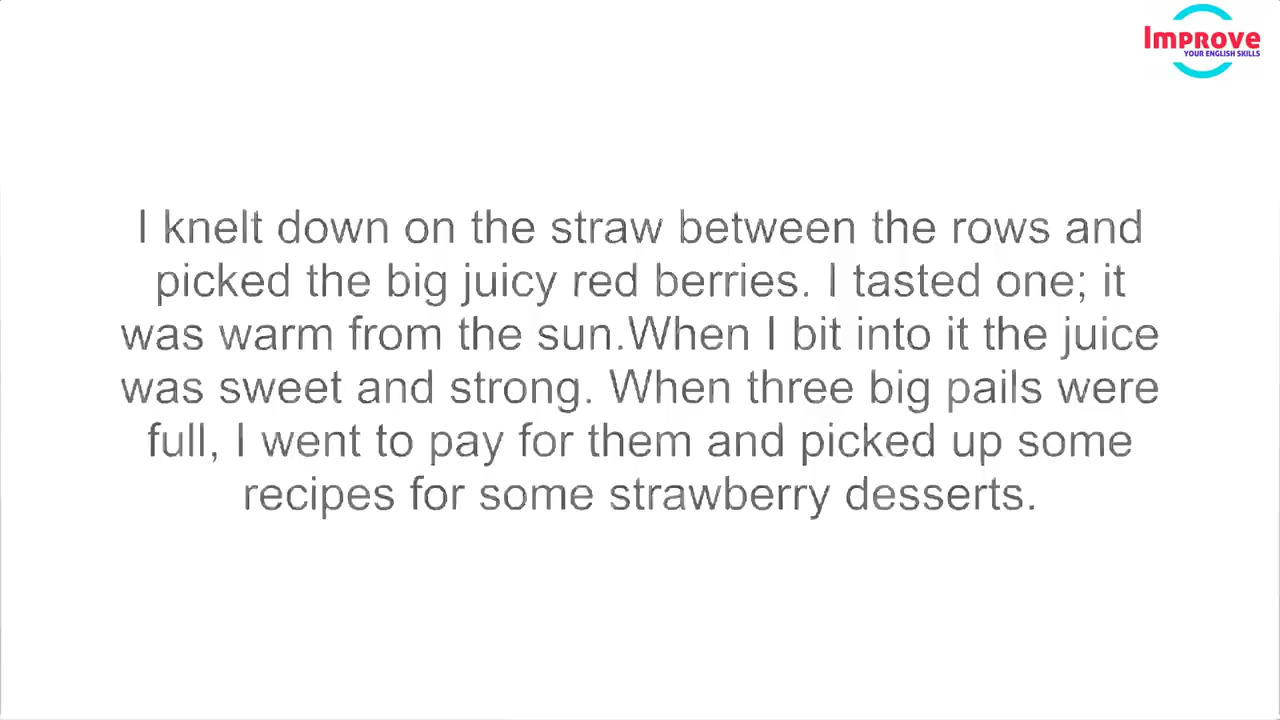 Improve
YOUR ENGLISH SKILLS
I knelt down on the straw between the rows and
picked the big juicy red berries. I tasted one; it
was warm from the sun.When I bit into it the juice
was sweet and strong. When three big pails were
full, I went to pay for them and picked up some
recipes for some strawberry desserts.